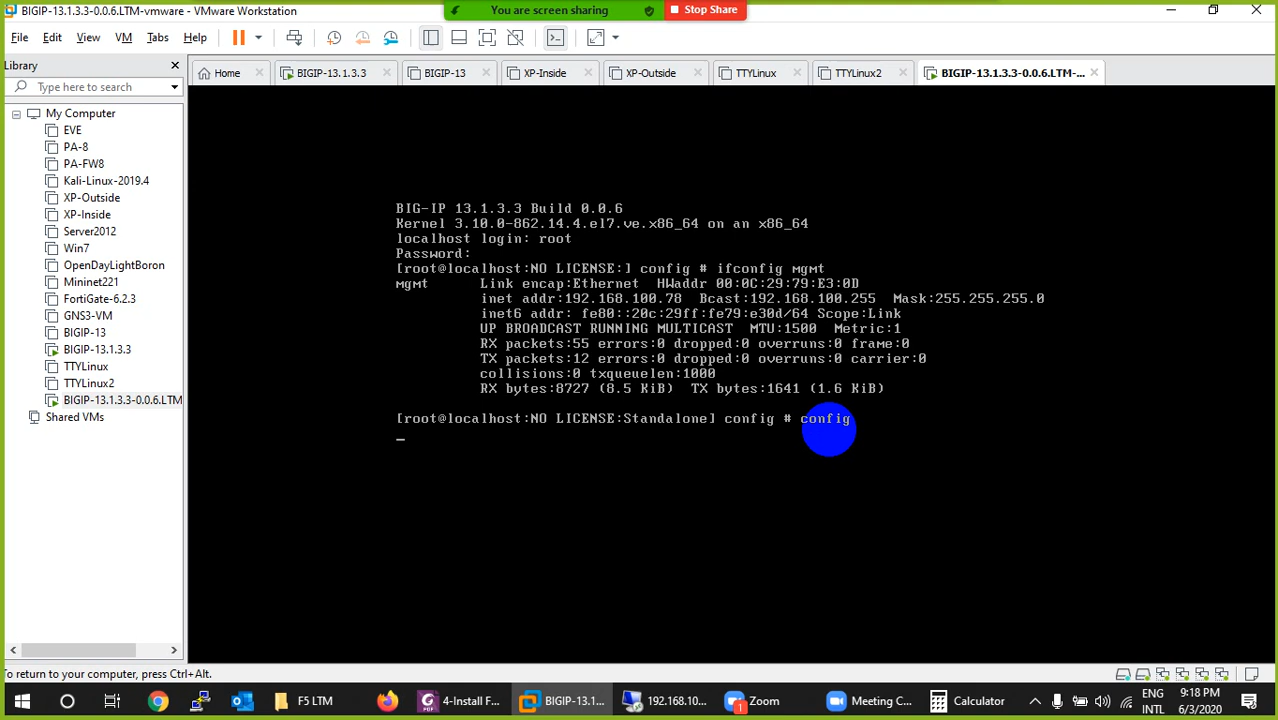 BIGIP-13.1.3.3-0.0.6.LTM-vmware - VMware Workstation
You are screen sharing
Stop Share
File Edit View VM Tabs Help
Library
Type here to search
Home
BIGIP-13.1.3.3
BIGIP-13
XP-Inside
XP-Outside
TTYLinux
TTYLinux2
BIGIP-13.1.3.3-0.0.6.LTM-...
My Computer
EVE
PA-8
PA-FW8
Kali-Linux-2019.4
XP-Outside
XP-Inside
Server2012
Win7
OpenDayLightBoron
Mininet221
FortiGate-6.2.3
GNS3-VM
BIGIP-13
BIGIP-13.1.3.3
TTYLinux
TTYLinux2
BIGIP-13.1.3.3-0.0.6.LTM
Shared VMs
BIG-IP 13.1.3.3 Build 0.0.6
Kernel 3.10.0-862.14.4.el7.ve.x86_64 on an x86_64
localhost login: root
Password:
[root@localhost:NO LICENSE:] config # ifconfig mgmt
mgmt Link encap:Ethernet HWaddr 00:0C:29:79:E3:0D
inet addr:192.168.100.78 Bcast:192.168.100.255 Mask:255.255.255.0
inet6 addr: fe80::20c:29ff:fe79:e30d/64 Scope:Link
UP BROADCAST RUNNING MULTICAST MTU:1500 Metric:1
RX packets:55 errors:0 dropped:0 overruns:0 frame:0
TX packets:12 errors:0 dropped:0 overruns:0 carrier:0
collisions:0 txqueuelen:1000
RX bytes:8727 (8.5 KiB) TX bytes:1641 (1.6 KiB)
[root@localhost:NO LICENSE:Standalone] config # config
To return to your computer, press Ctrl+Alt.
F5 LTM
4-Install F...
BIGIP-13.1...
192.168.10...
1
Zoom
Meeting C...
Calculator
ENG
INTL
9:18 PM
6/3/2020